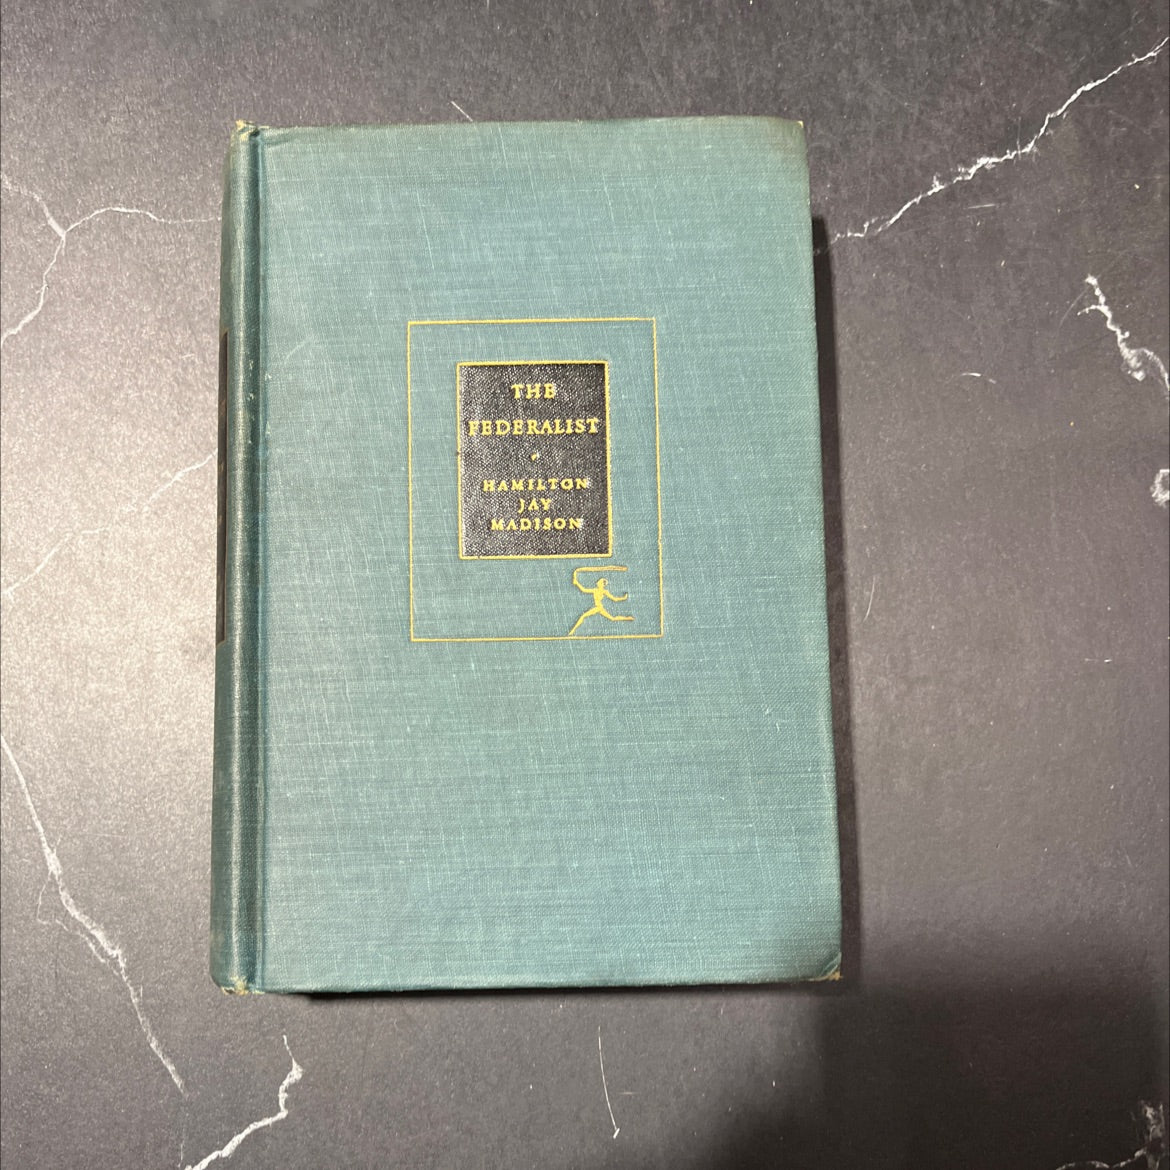 THE
FEDERALIST
HAMILTON
JAY
MADISON